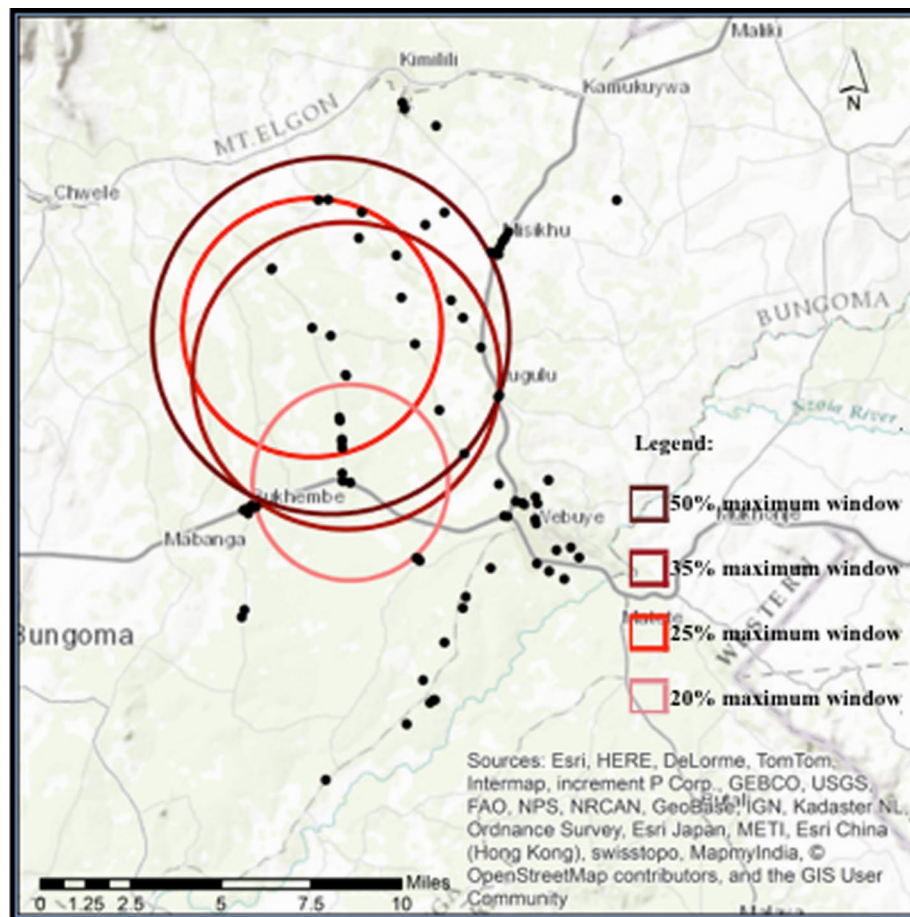 Maliki
Kimilili
Kamukuywa
N
MT. ELGON
Chwele
Misikhu
BUNGOMA
Lugulu
Nzoia River
Legend:
Bukhembe
50% maximum window
Webuye
Mabanga
35% maximum window
Matete
25% maximum window
WESTERN
Bungoma
20% maximum window
Sources: Esri, HERE, DeLorme, TomTom,
Intermap, increment P Corp., GEBCO, USGS,
FAO, NPS, NRCAN, GeoBase, IGN, Kadaster NL,
Ordnance Survey, Esri Japan, METI, Esri China
(Hong Kong), swisstopo, MapmyIndia, ©
OpenStreetMap contributors, and the GIS User
Community
Miles
0 1.25 2.5 5 7.5 10